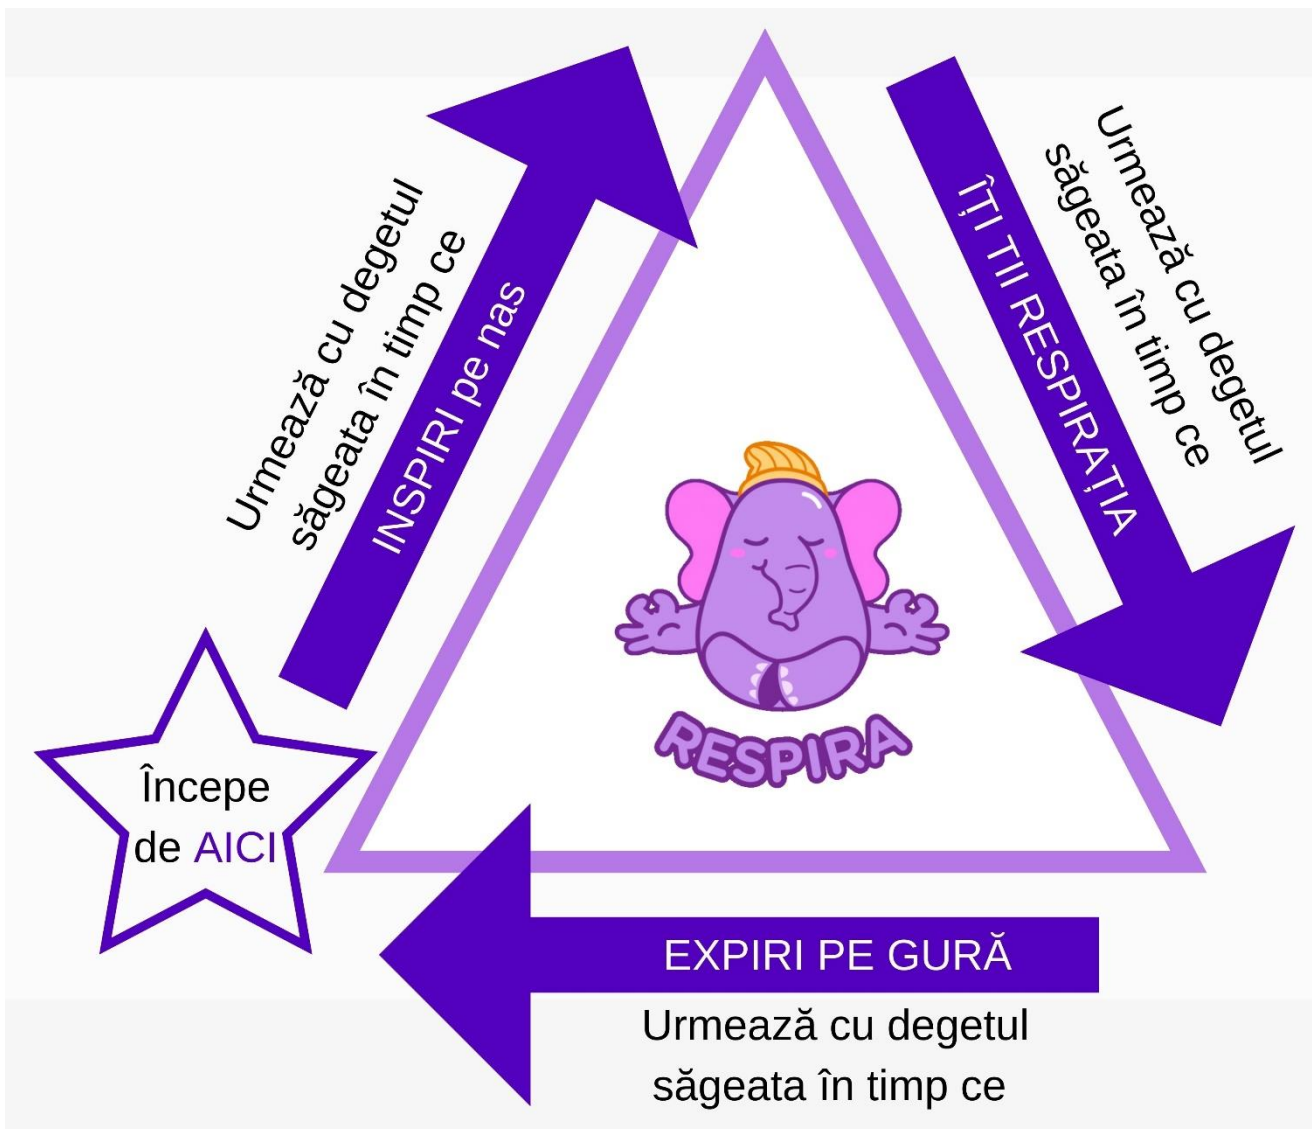 Începe
de AICI
Urmează cu degetul
săgeata în timp ce
INSPIRI pe nas
Urmează cu degetul
săgeata în timp ce
ÎȚI TII RESPIRAȚIA
EXPIRI PE GURĂ
Urmează cu degetul
săgeata în timp ce
RESPIRA